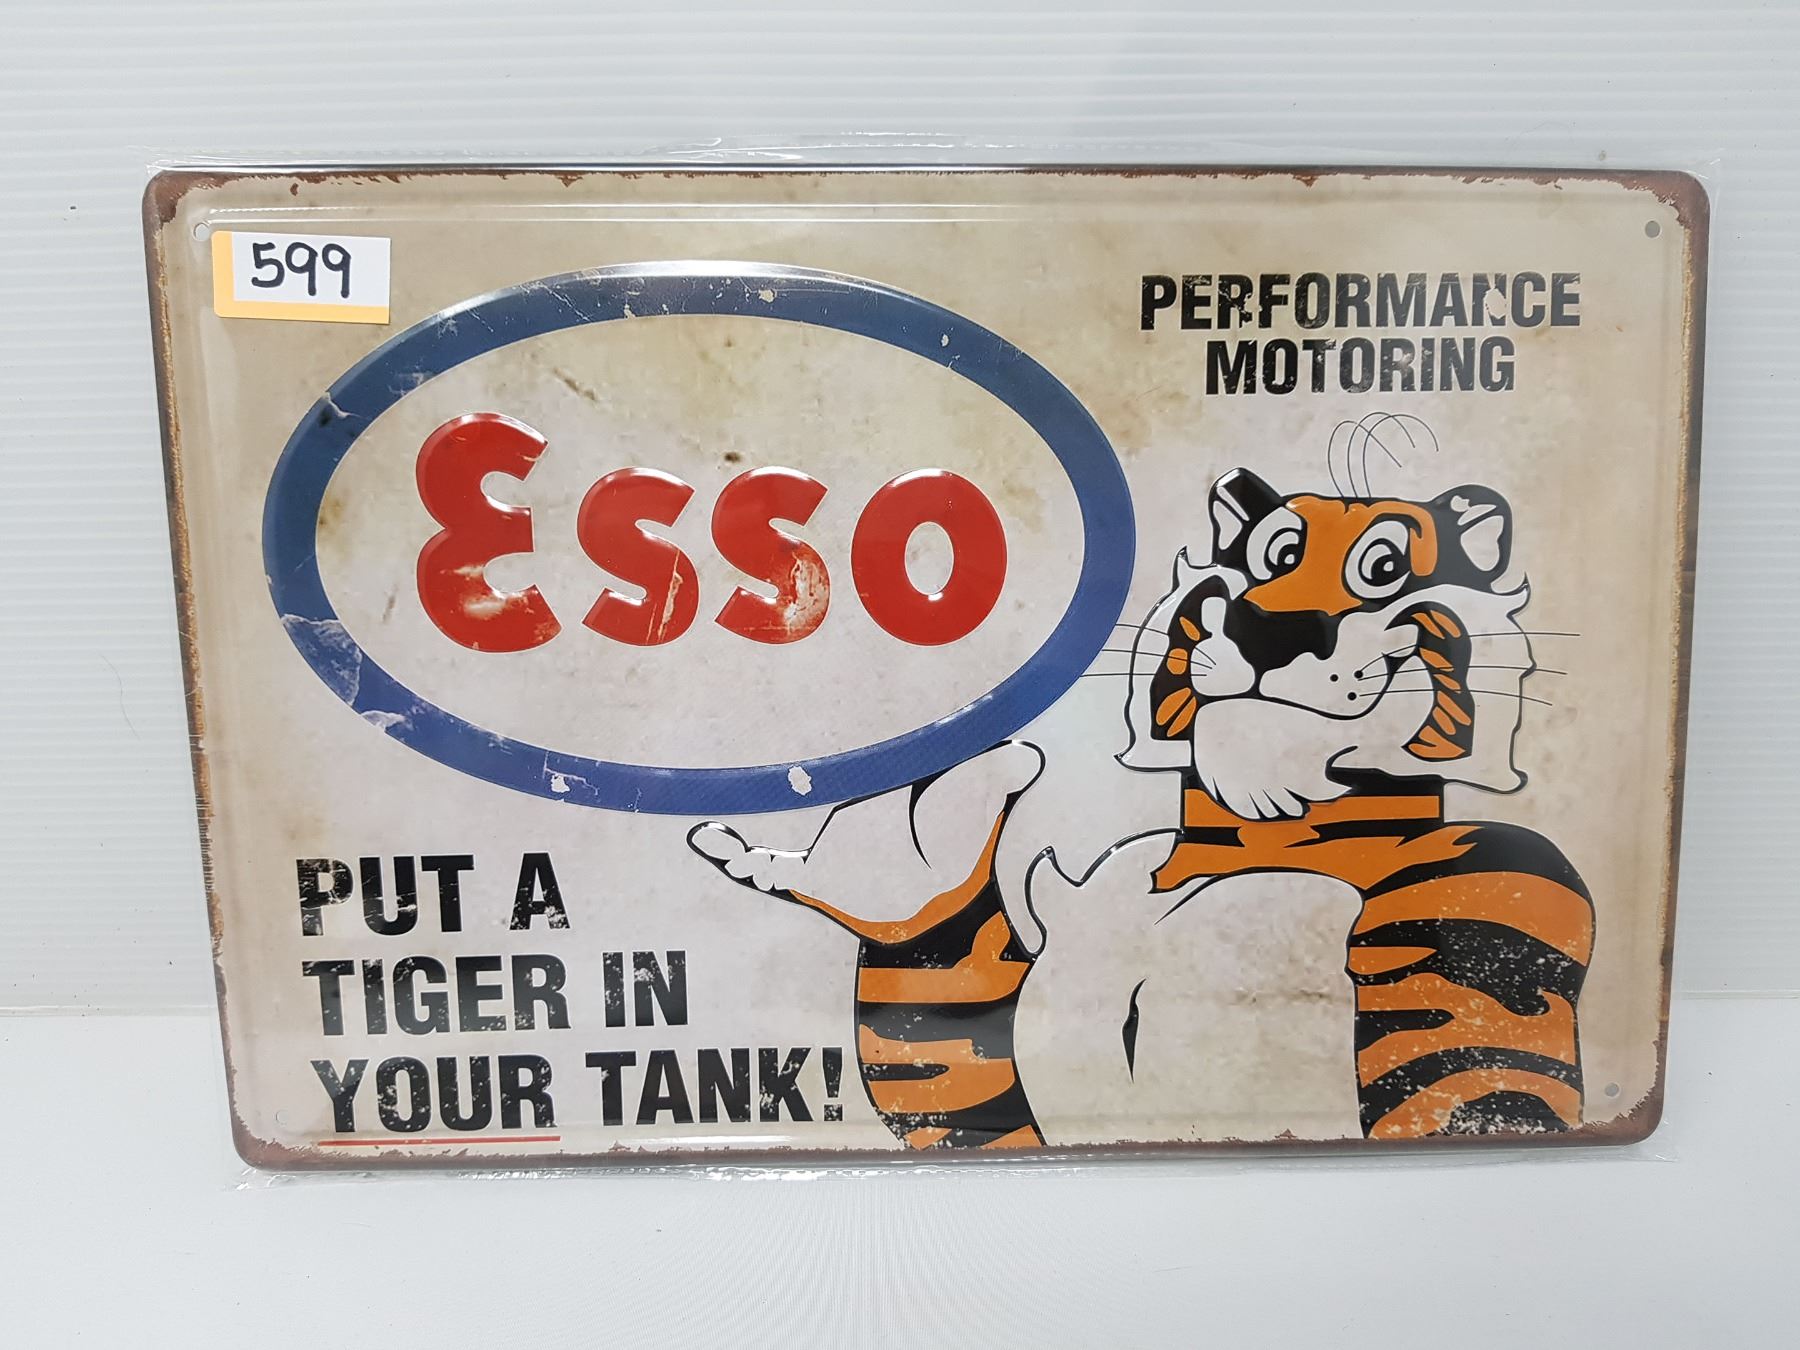 599
PERFORMANCE
MOTORING
Esso
PUT A
TIGER IN
YOUR TANK!